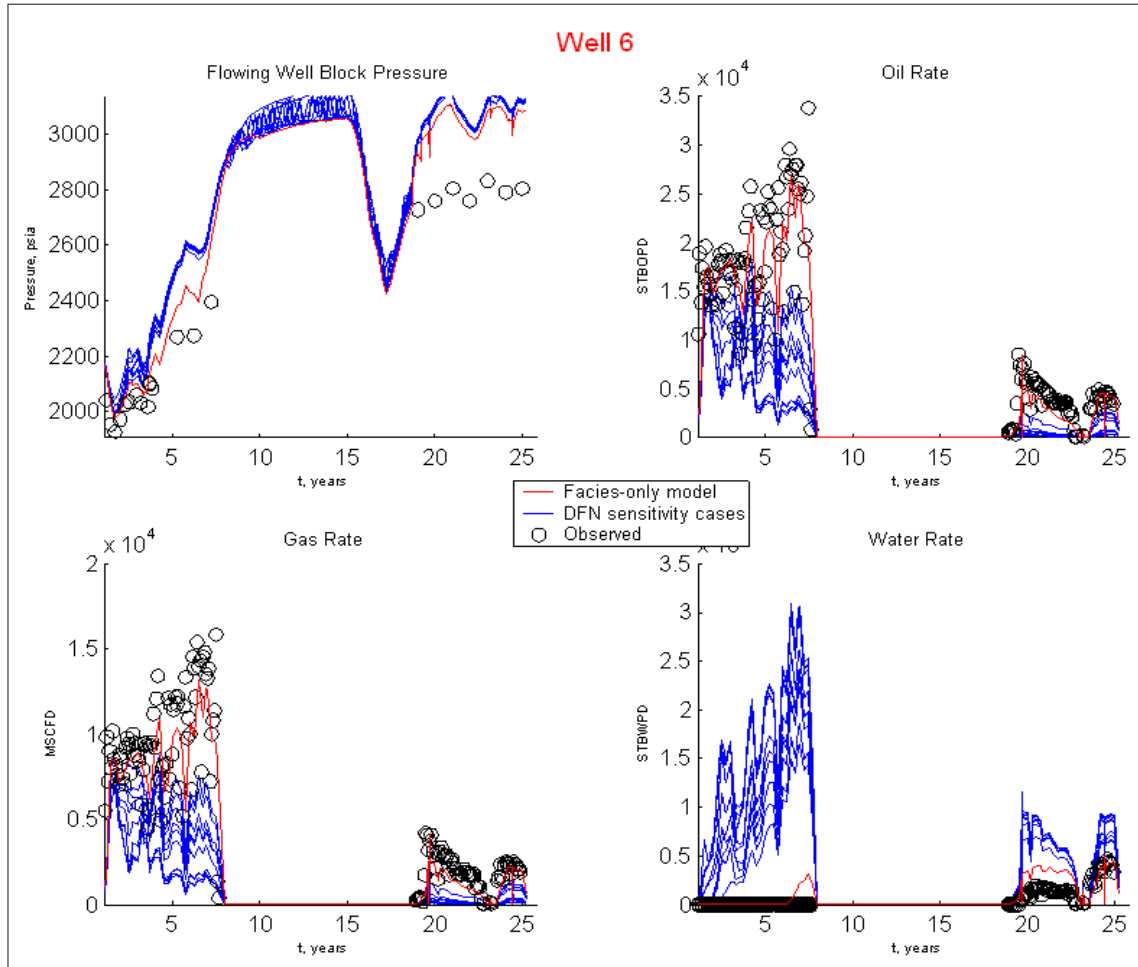 Well 6
Flowing Well Block Pressure
3000
2800
2600
2400
2200
2000
Pressure, psia
5 10 15 20 25
t, years
Oil Rate
x 10^4
3.5
3
2.5
2
1.5
1
0.5
0
STBOPD
5 10 15 20 25
t, years
Facies-only model
DFN sensitivity cases
Observed
Gas Rate
x 10^4
2
1.5
1
0.5
0
MSCFD
5 10 15 20 25
t, years
Water Rate
3.5
3
2.5
2
1.5
1
0.5
0
STBWPD
5 10 15 20 25
t, years